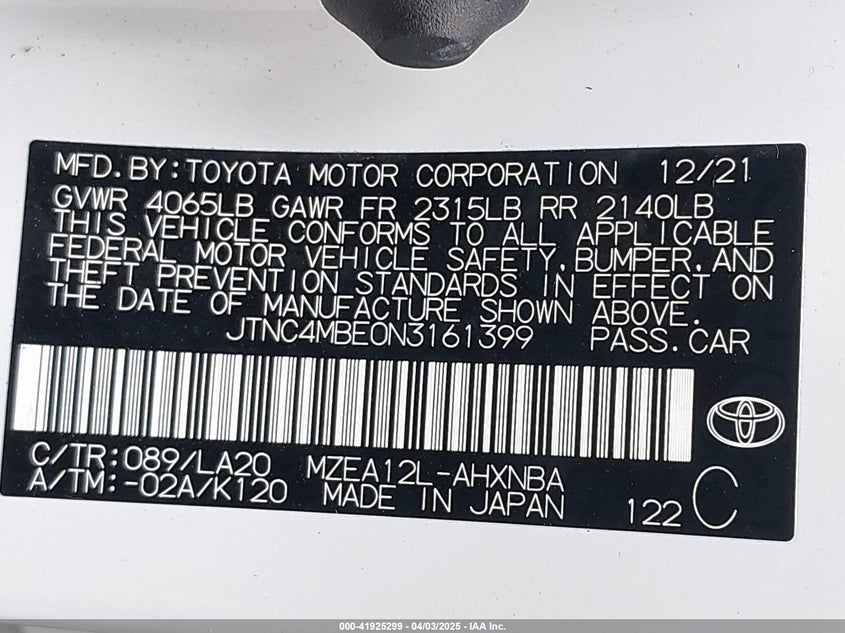 MFD.BY:TOYOTA MOTOR CORPORATION 12/21
GVWR 4065LB GAWR FR 2315LB RR 2140LB
THIS VEHICLE CONFORMS TO ALL APPLICABLE
FEDERAL MOTOR VEHICLE SAFETY,BUMPER,AND
THEFT PREVENTION STANDARDS IN EFFECT ON
THE DATE OF MANUFACTURE SHOWN ABOVE.
JTNC4MBE0N3161399 PASS.CAR
C/TR:089/LA20 MZEA12L-AHXNBA
A/TM:-02A/K120 MADE IN JAPAN 122 C
000-41925299 | 04/03/2025 - IAA Inc.